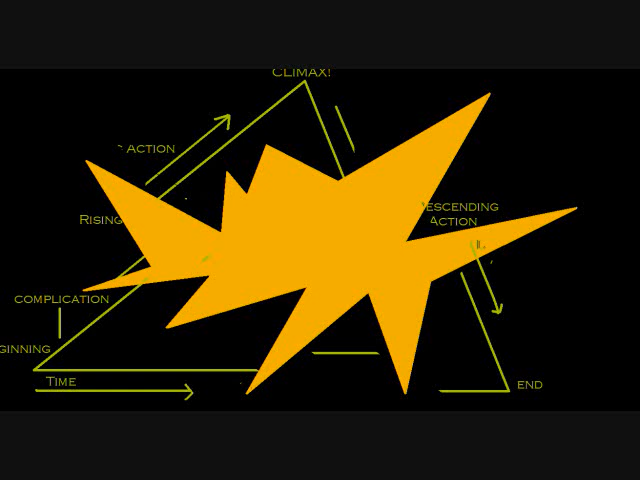 CLIMAX!
ACTION
RISING
ESCENDING
ACTION
COMPLICATION
GINNING
TIME
END